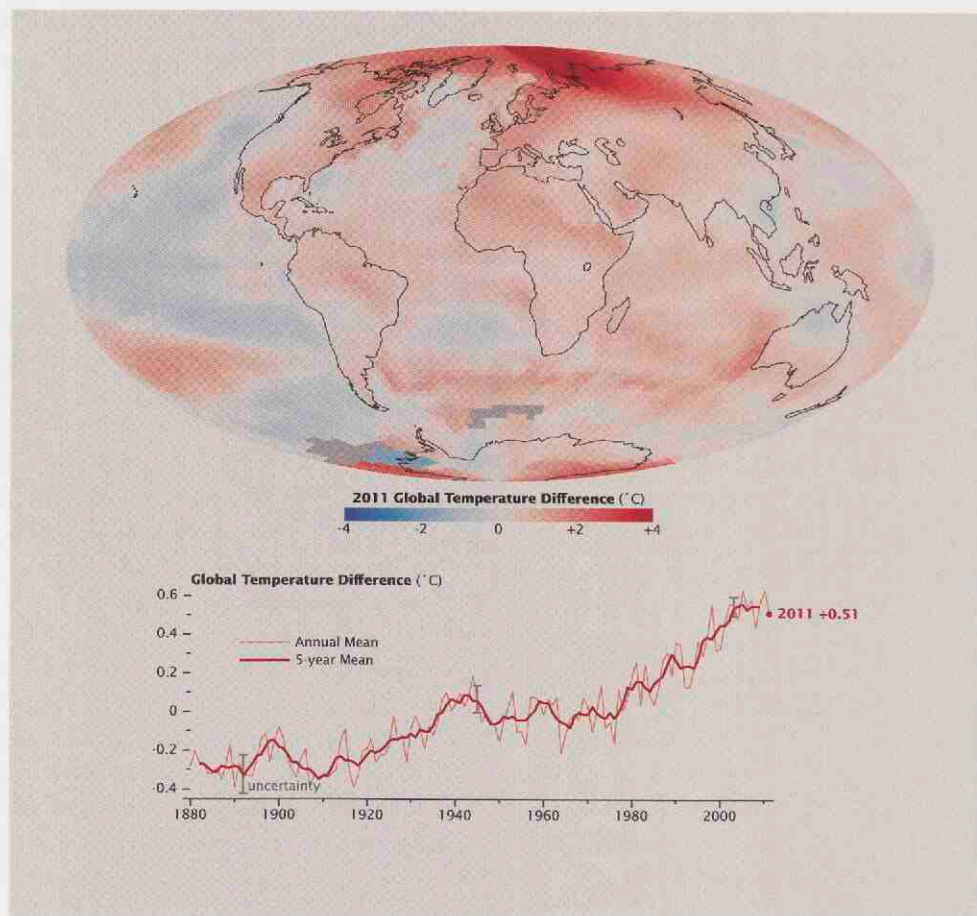 2011 Global Temperature Difference (˚C)
-4 -2 0 +2 +4
Global Temperature Difference (˚C)
0.6
0.4
0.2
0
-0.2
-0.4
Annual Mean
5-year Mean
2011 +0.51
uncertainty
1880 1900 1920 1940 1960 1980 2000